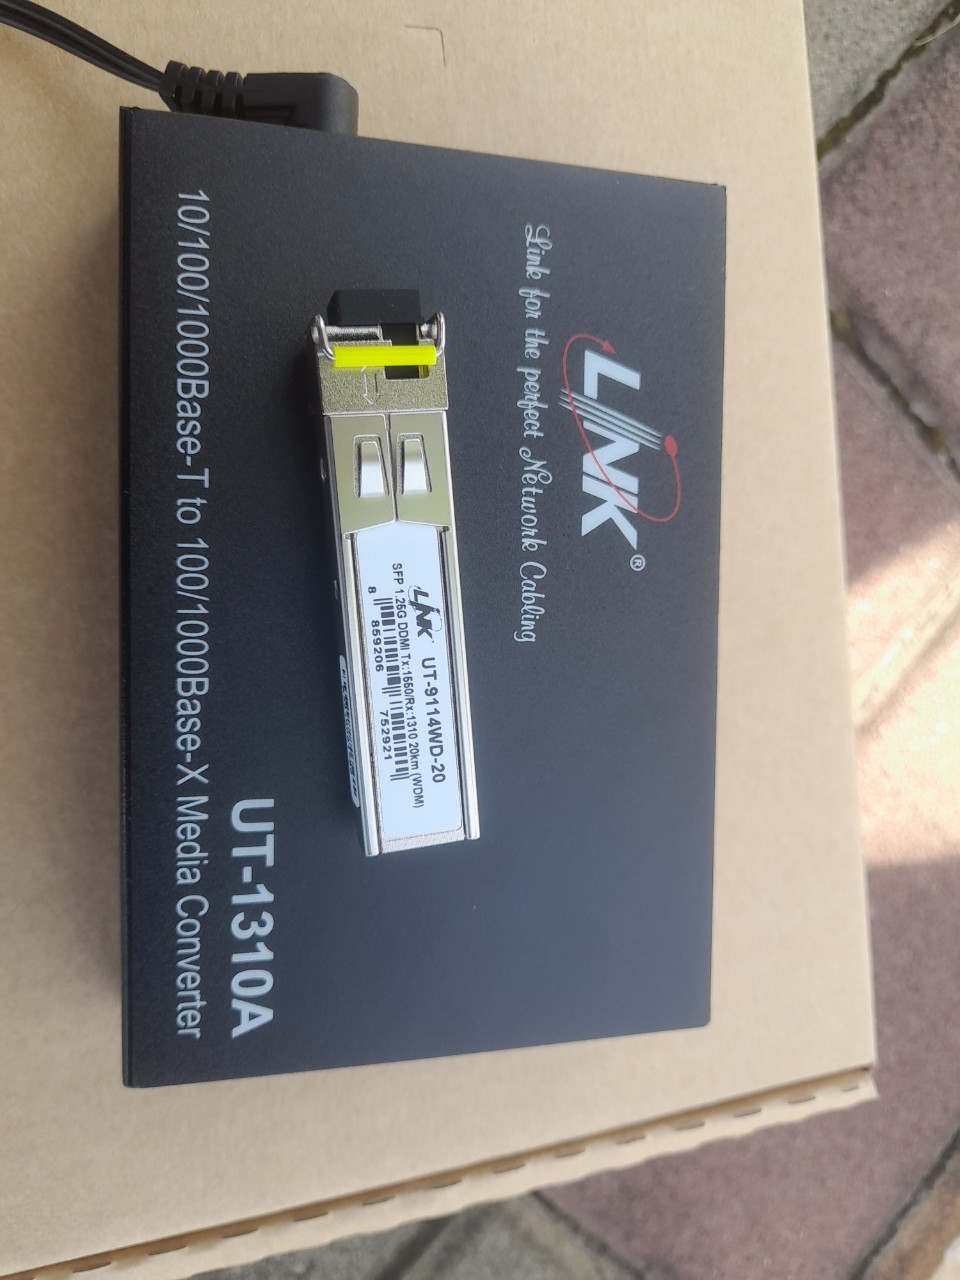 LINK®
Link for the perfect Network Cabling
LINK UT-9114WD-20
SFP 1.25G DDMI Tx:1550/Rx:1310 20km (WDM)
8 859206 752921
UT-1310A
10/100/1000Base-T to 100/1000Base-X Media Converter